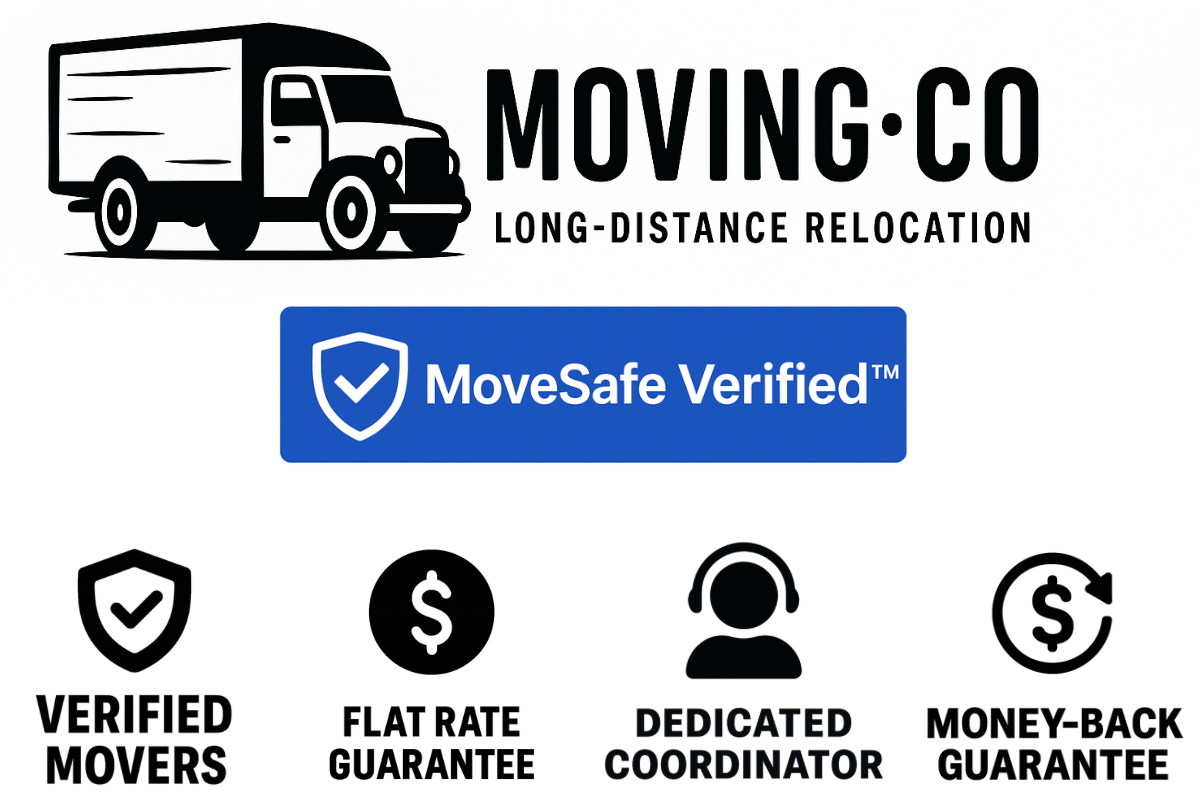 MOVING·CO
LONG-DISTANCE RELOCATION
MoveSafe Verified™
VERIFIED
MOVERS
FLAT RATE
GUARANTEE
DEDICATED
COORDINATOR
MONEY-BACK
GUARANTEE